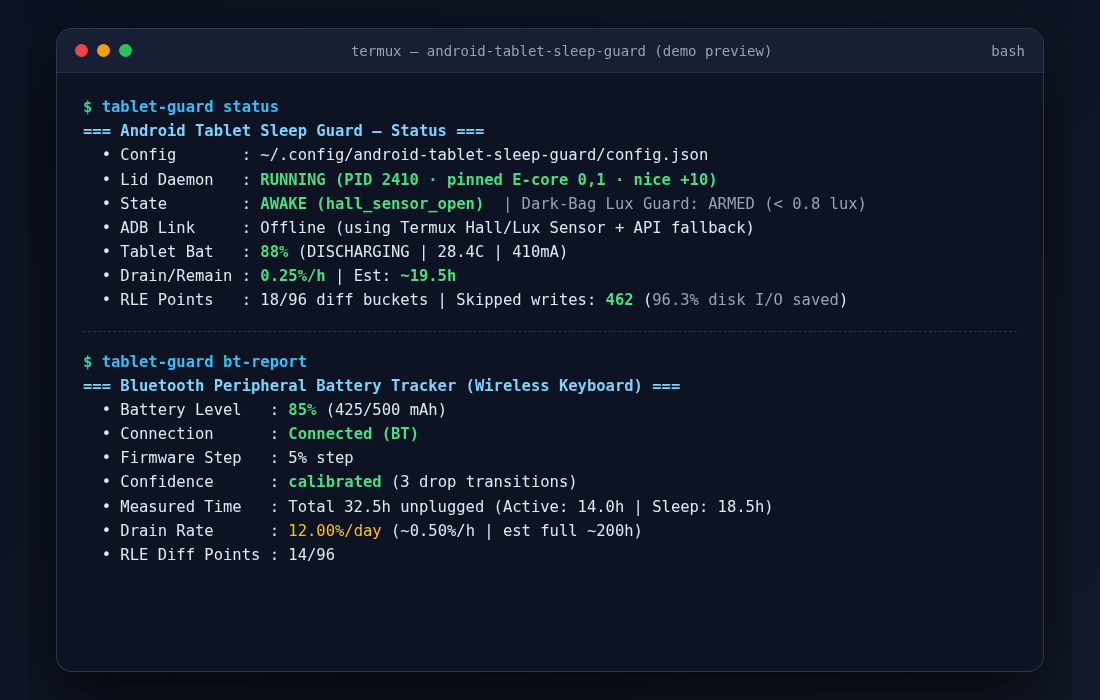 termux — android-tablet-sleep-guard (demo preview)
bash
$ tablet-guard status
=== Android Tablet Sleep Guard — Status ===
• Config : ~/.config/android-tablet-sleep-guard/config.json
• Lid Daemon : RUNNING (PID 2410 · pinned E-core 0,1 · nice +10)
• State : AWAKE (hall_sensor_open) | Dark-Bag Lux Guard: ARMED (< 0.8 lux)
• ADB Link : Offline (using Termux Hall/Lux Sensor + API fallback)
• Tablet Bat : 88% (DISCHARGING | 28.4C | 410mA)
• Drain/Remain : 0.25%/h | Est: ~19.5h
• RLE Points : 18/96 diff buckets | Skipped writes: 462 (96.3% disk I/O saved)
$ tablet-guard bt-report
=== Bluetooth Peripheral Battery Tracker (Wireless Keyboard) ===
• Battery Level : 85% (425/500 mAh)
• Connection : Connected (BT)
• Firmware Step : 5% step
• Confidence : calibrated (3 drop transitions)
• Measured Time : Total 32.5h unplugged (Active: 14.0h | Sleep: 18.5h)
• Drain Rate : 12.00%/day (~0.50%/h | est full ~200h)
• RLE Diff Points : 14/96